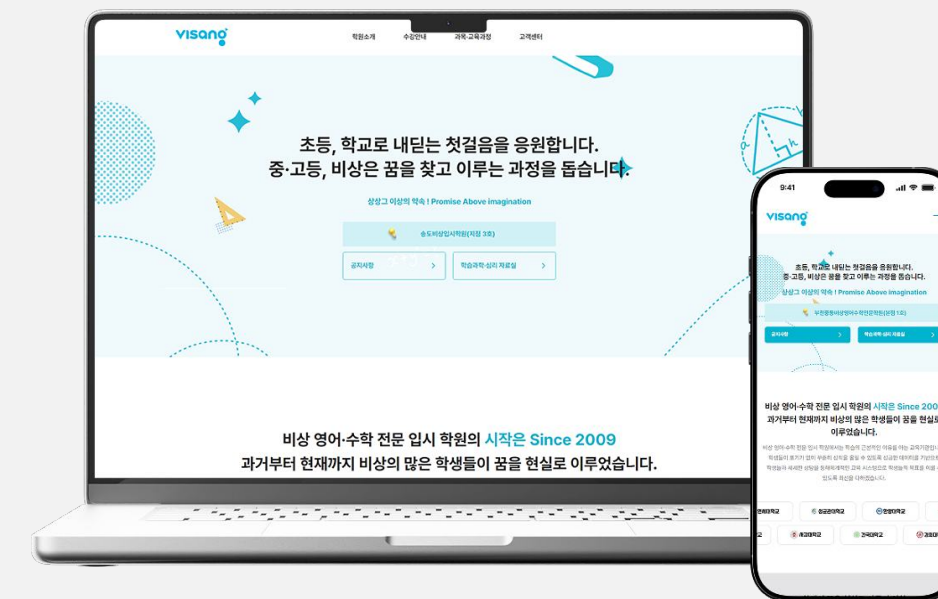 visang
학원소개 수강안내 과목·교육과정 고객센터
초등, 학교로 내딛는 첫걸음을 응원합니다.
중·고등, 비상은 꿈을 찾고 이루는 과정을 돕습니다.
상상그 이상의 약속 ! Promise Above imagination
송도비상입시학원(지점 3호)
공지사항
학습과학·심리 자료실
비상 영어·수학 전문 입시 학원의 시작은 Since 2009
과거부터 현재까지 비상의 많은 학생들이 꿈을 현실로 이루었습니다.
9:41
visang
초등, 학교로 내딛는 첫걸음을 응원합니다.
중·고등, 비상은 꿈을 찾고 이루는 과정을 돕습니다.
상상그 이상의 약속 ! Promise Above imagination
공지사항
학습과학·심리 자료실
비상 영어·수학 전문 입시 학원의 시작은 Since 200
과거부터 현재까지 비상의 많은 학생들이 꿈을 현실로
이루었습니다.
성균관대학교 한양대학교
서강대학교 건국대학교